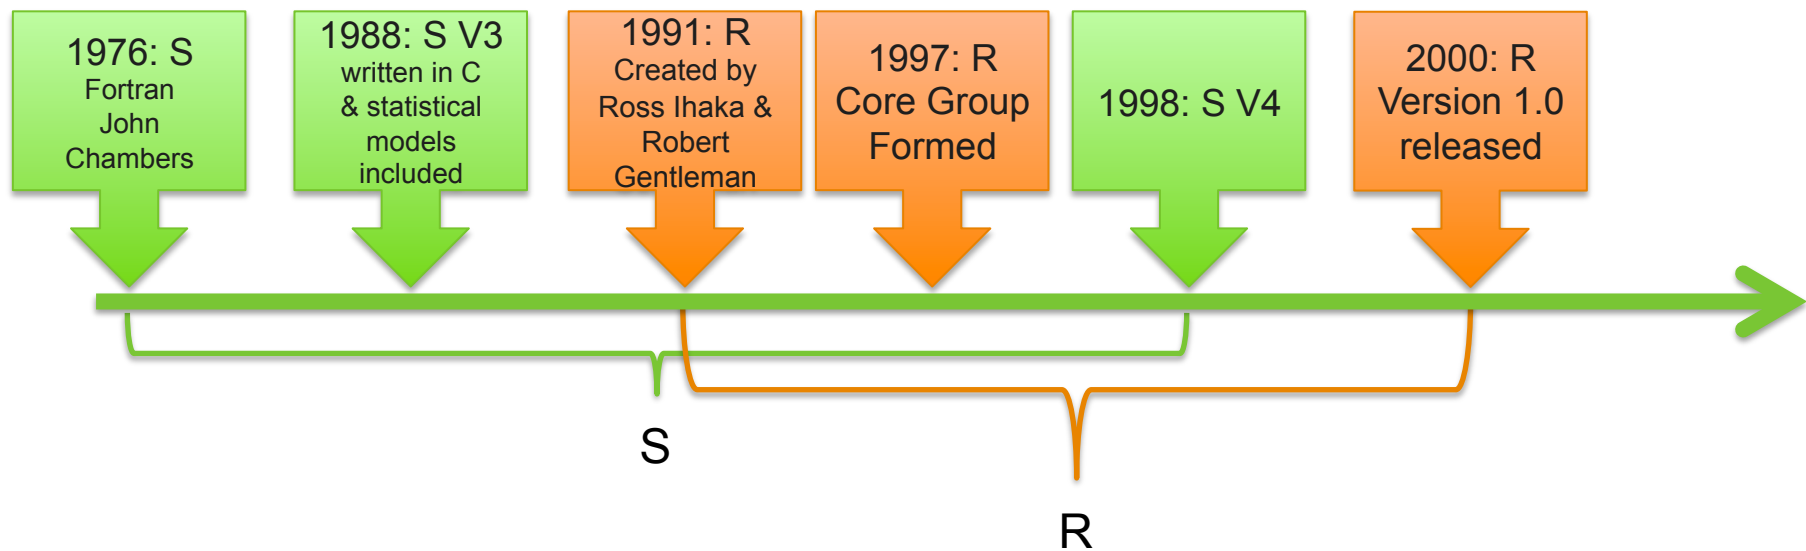 1976: S
Fortran
John
Chambers
1988: S V3
written in C
& statistical
models
included
1991: R
Created by
Ross Ihaka &
Robert
Gentleman
1997: R
Core Group
Formed
1998: S V4
2000: R
Version 1.0
released
S
R